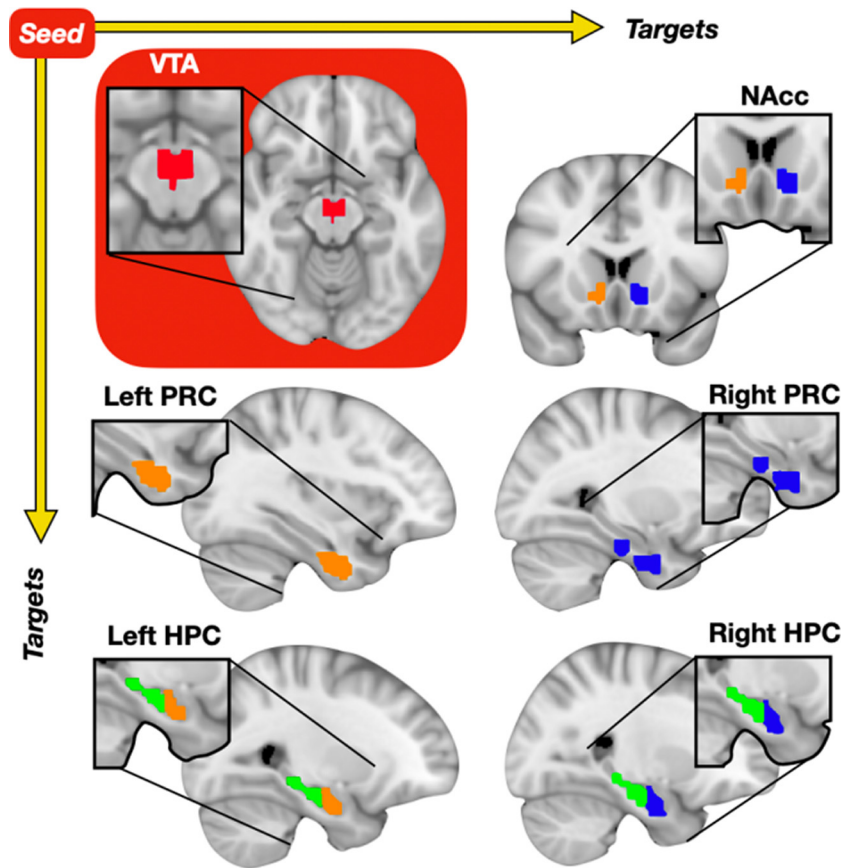 Seed
Targets
VTA
NAcc
Left PRC
Right PRC
Targets
Left HPC
Right HPC